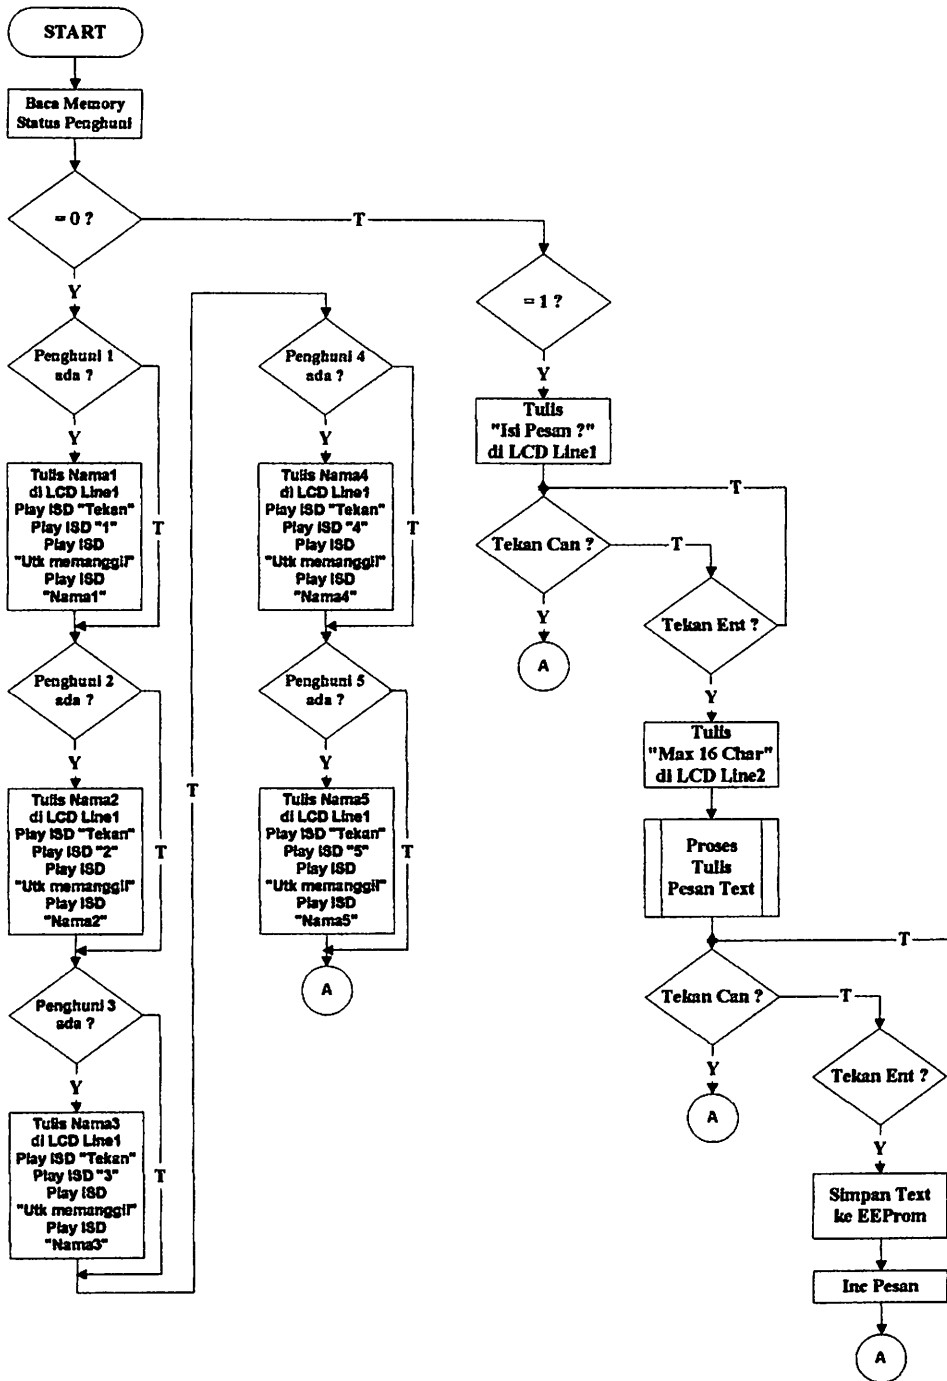 START
Baca Memory
Status Penghuni
= 0 ?
T
Y
Penghuni 1
ada ?
Y
T
Tulis Nama1
di LCD Line1
Play ISD "Tekan"
Play ISD "1"
Play ISD
"Utk memanggil"
Play ISD
"Nama1"
Penghuni 2
ada ?
Y
T
Tulis Nama2
di LCD Line1
Play ISD "Tekan"
Play ISD "2"
Play ISD
"Utk memanggil"
Play ISD
"Nama2"
Penghuni 3
ada ?
Y
T
Tulis Nama3
di LCD Line1
Play ISD "Tekan"
Play ISD "3"
Play ISD
"Utk memanggil"
Play ISD
"Nama3"
T
Penghuni 4
ada ?
Y
T
Tulis Nama4
di LCD Line1
Play ISD "Tekan"
Play ISD "4"
Play ISD
"Utk memanggil"
Play ISD
"Nama4"
Penghuni 5
ada ?
Y
T
Tulis Nama5
di LCD Line1
Play ISD "Tekan"
Play ISD "5"
Play ISD
"Utk memanggil"
Play ISD
"Nama5"
A
= 1 ?
Y
Tulis
"Isi Pesan ?"
di LCD Line1
T
Tekan Can ?
T
Y
A
Tekan Ent ?
Y
Tulis
"Max 16 Char"
di LCD Line2
Proses
Tulis
Pesan Text
T
Tekan Can ?
T
Y
A
Tekan Ent ?
Y
Simpan Text
ke EEProm
Inc Pesan
A